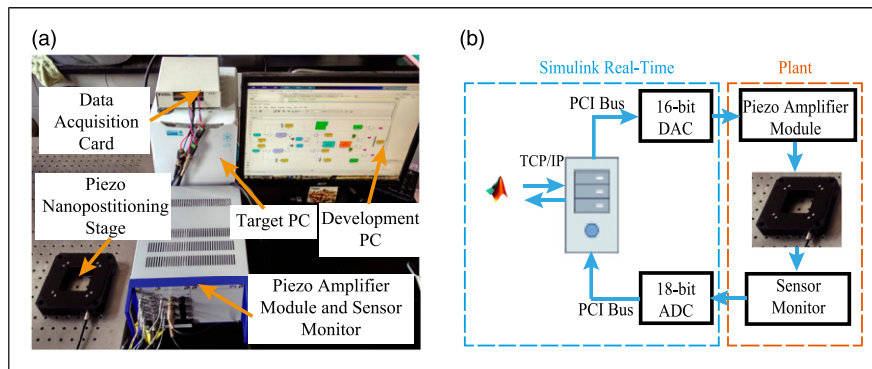 (a)
Data
Acquisition
Card
Piezo
Nanopostitioning
Stage
Target PC
Development
PC
Piezo Amplifier
Module and Sensor
Monitor
(b)
Simulink Real-Time
Plant
PCI Bus
16-bit
DAC
Piezo Amplifier
Module
TCP/IP
PCI Bus
18-bit
ADC
Sensor
Monitor